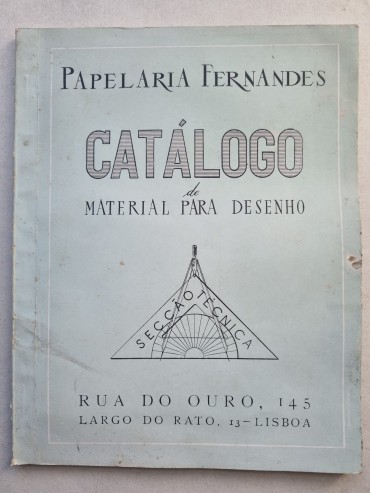 PAPELARIA FERNANDES
CATÁLOGO
de
MATERIAL PARA DESENHO
SECÇÃO TÉCNICA
RUA DO OURO, 145
LARGO DO RATO, 13-LISBOA